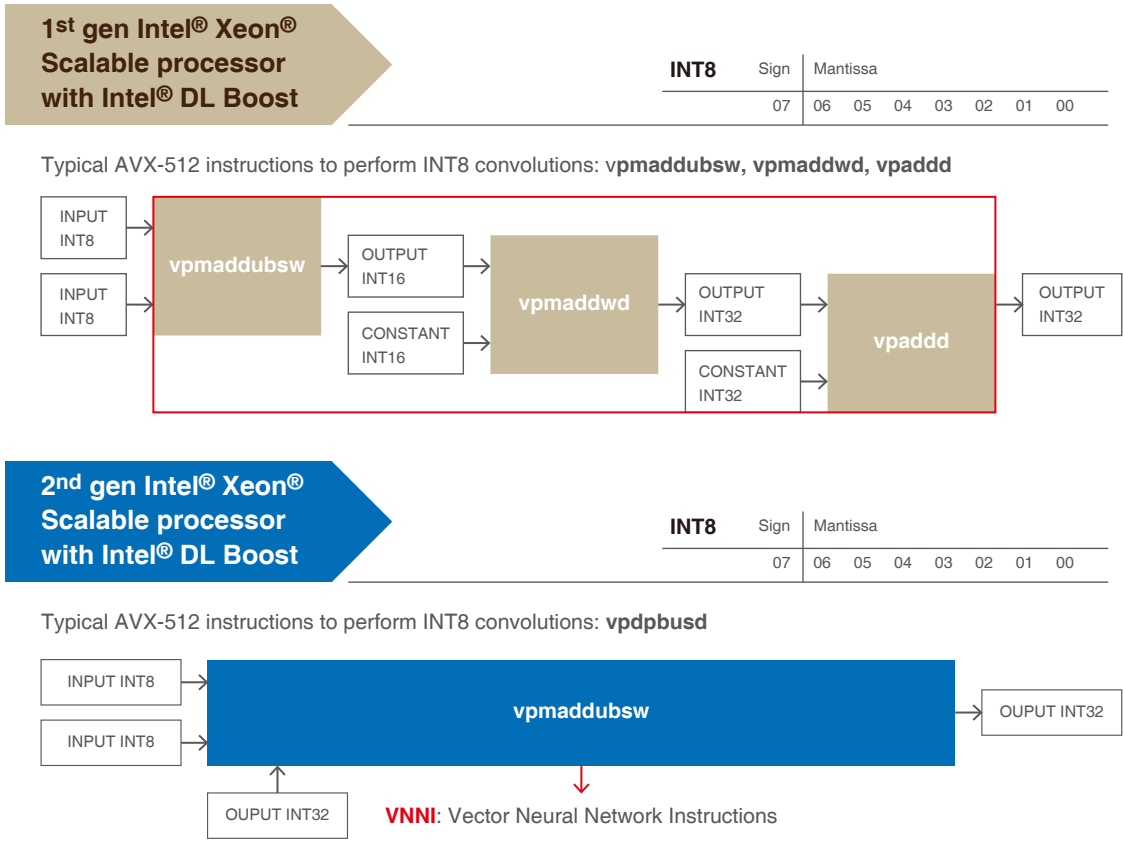 1st gen Intel® Xeon®
Scalable processor
with Intel® DL Boost
INT8 Sign Mantissa
07 06 05 04 03 02 01 00
Typical AVX-512 instructions to perform INT8 convolutions: vpmaddubsw, vpmaddwd, vpaddd
INPUT
INT8
INPUT
INT8
vpmaddubsw
OUTPUT
INT16
CONSTANT
INT16
vpmaddwd
OUTPUT
INT32
CONSTANT
INT32
vpaddd
OUTPUT
INT32
2nd gen Intel® Xeon®
Scalable processor
with Intel® DL Boost
INT8 Sign Mantissa
07 06 05 04 03 02 01 00
Typical AVX-512 instructions to perform INT8 convolutions: vpdpbusd
INPUT INT8
INPUT INT8
vpmaddubsw
OUPUT INT32
OUPUT INT32
VNNI: Vector Neural Network Instructions